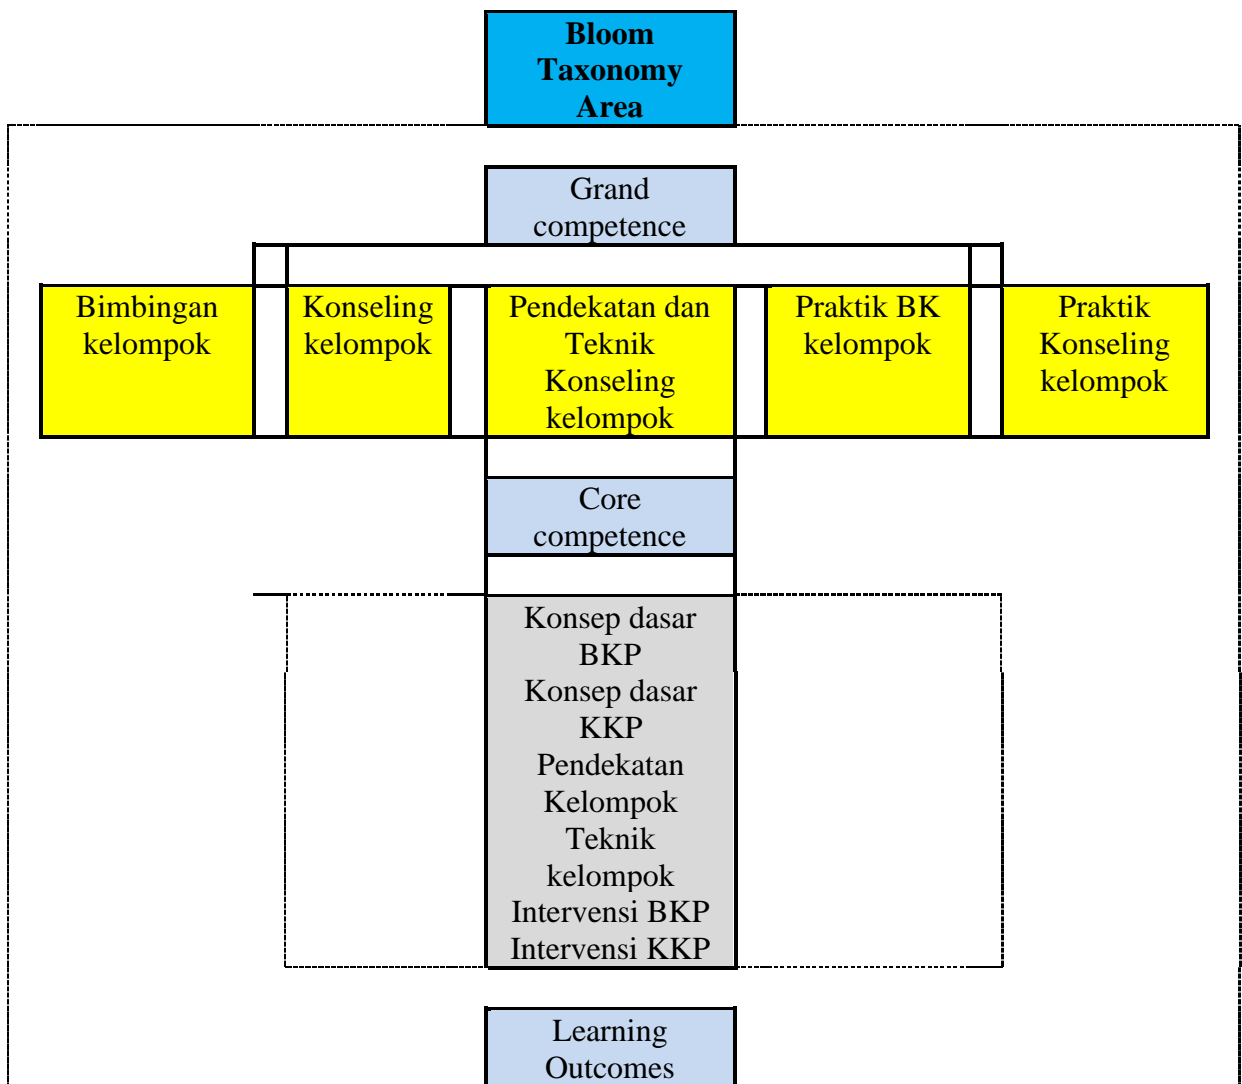 Bloom
Taxonomy
Area
Grand
competence
Bimbingan
kelompok
Konseling
kelompok
Pendekatan dan
Teknik
Konseling
kelompok
Praktik BK
kelompok
Praktik
Konseling
kelompok
Core
competence
Konsep dasar
BKP
Konsep dasar
KKP
Pendekatan
Kelompok
Teknik
kelompok
Intervensi BKP
Intervensi KKP
Learning
Outcomes